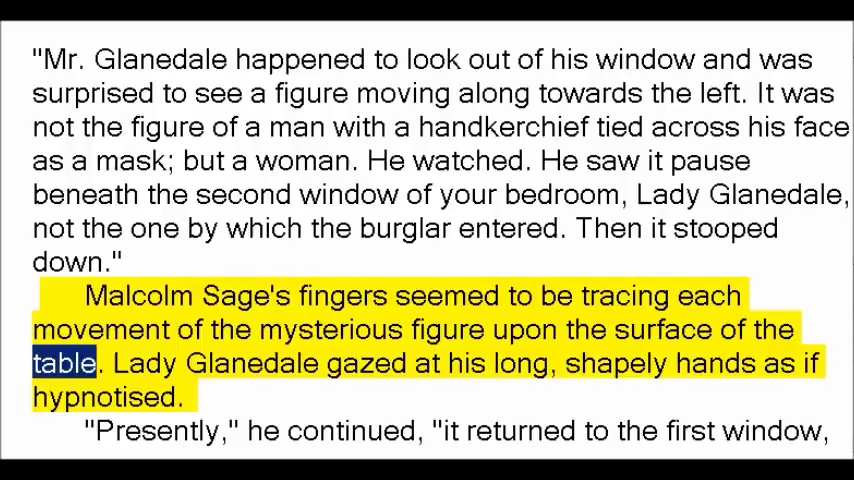 "Mr. Glanedale happened to look out of his window and was
surprised to see a figure moving along towards the left. It was
not the figure of a man with a handkerchief tied across his face
as a mask; but a woman. He watched. He saw it pause
beneath the second window of your bedroom, Lady Glanedale,
not the one by which the burglar entered. Then it stooped
down."
Malcolm Sage's fingers seemed to be tracing each
movement of the mysterious figure upon the surface of the
table. Lady Glanedale gazed at his long, shapely hands as if
hypnotised.
"Presently," he continued, "it returned to the first window,